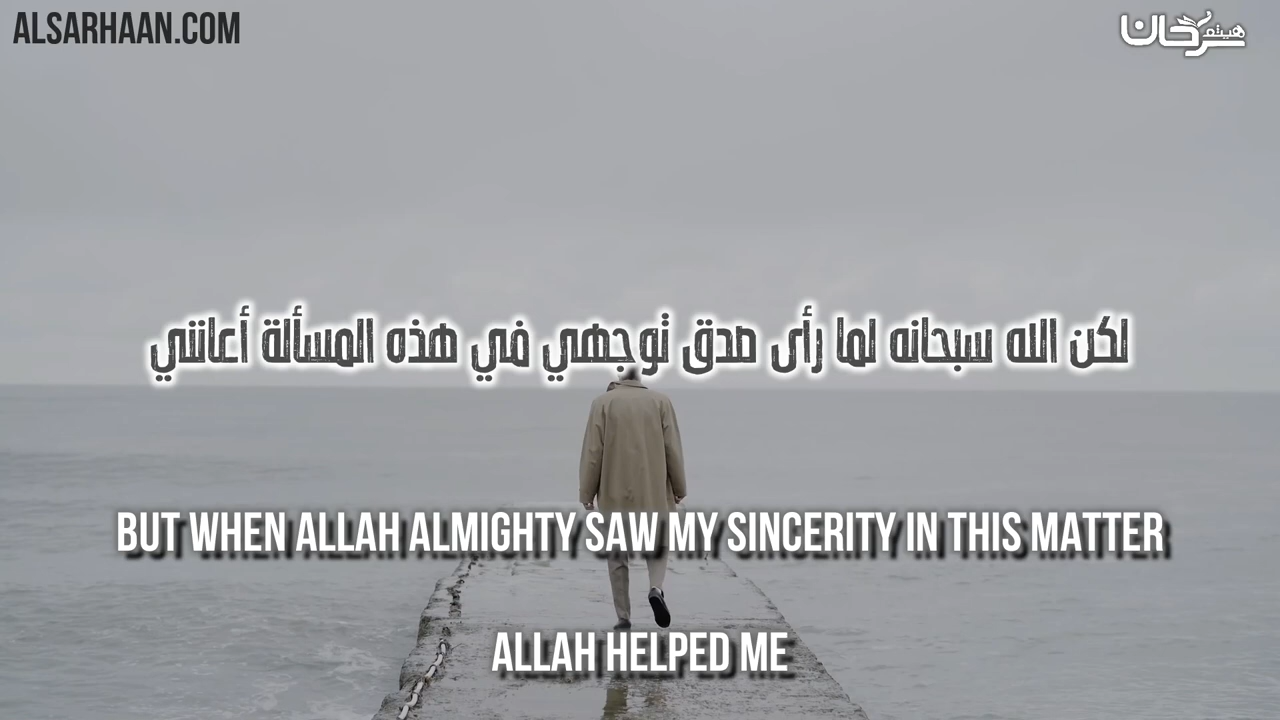 ALSARHAAN.COM
هيثم سرحان
لكن الله سبحانه لما رأى صدق توجهي في هذه المسألة أعانني
BUT WHEN ALLAH ALMIGHTY SAW MY SINCERITY IN THIS MATTER
ALLAH HELPED ME